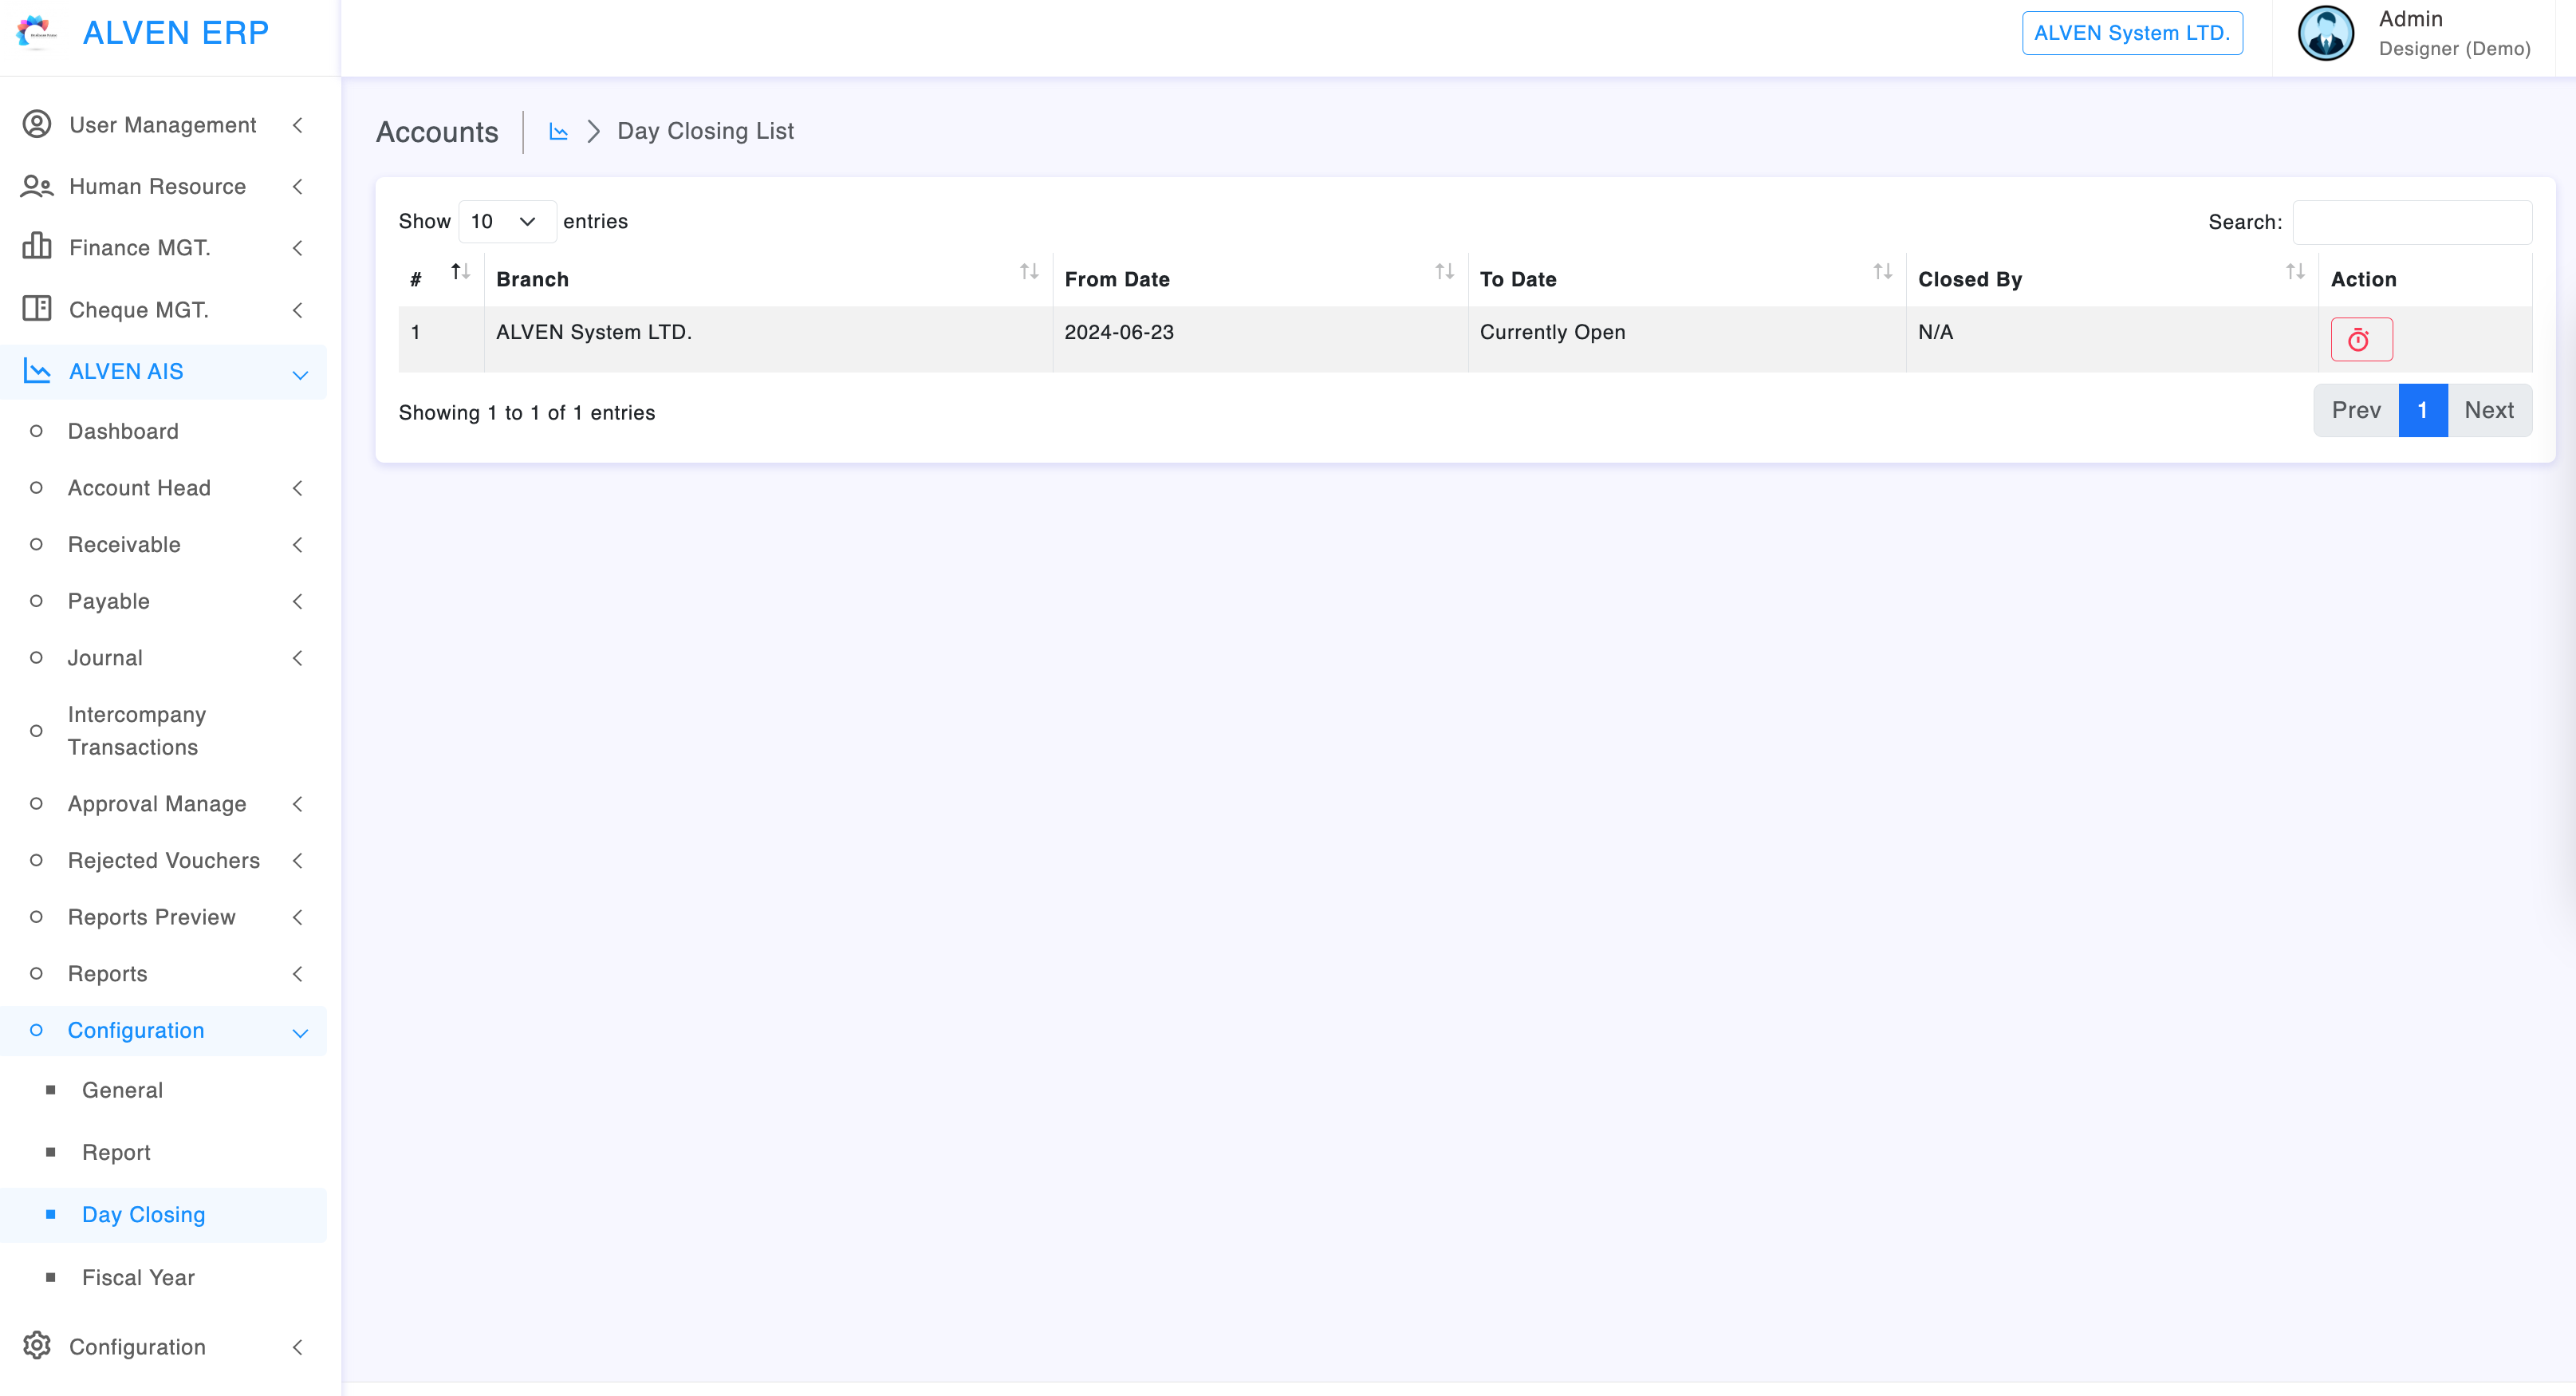 ALVEN ERP
ALVEN System LTD.
Admin
Designer (Demo)
User Management
Human Resource
Finance MGT.
Cheque MGT.
ALVEN AIS
Dashboard
Account Head
Receivable
Payable
Journal
Intercompany
Transactions
Approval Manage
Rejected Vouchers
Reports Preview
Reports
Configuration
General
Report
Day Closing
Fiscal Year
Configuration
Accounts
Day Closing List
Show 10 entries
Search:
# Branch From Date To Date Closed By Action
1 ALVEN System LTD. 2024-06-23 Currently Open N/A
Showing 1 to 1 of 1 entries
Prev 1 Next